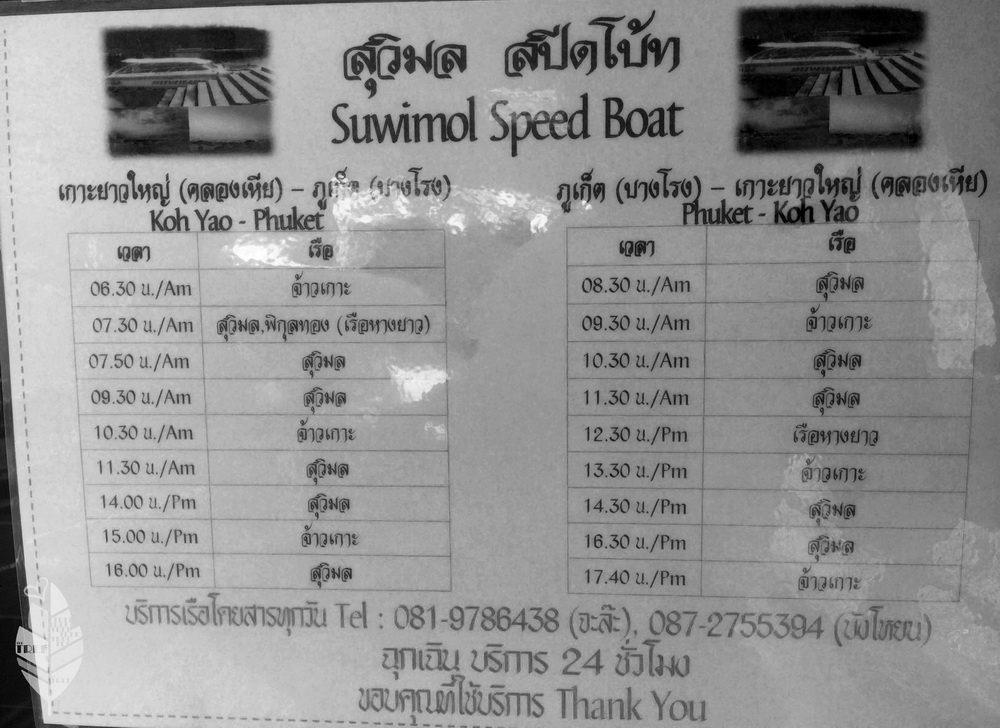 สุวิมล สปีดโบ้ท
Suwimol Speed Boat
เกาะยาวใหญ่ (คลองเหีย) – ภูเก็ต (บางโรง)
Koh Yao - Phuket
เวลา เรือ
06.30 น./Am จ้าวเกาะ
07.30 น./Am สุวิมล,พิกุลทอง (เรือหางยาว)
07.50 น./Am สุวิมล
09.30 น./Am สุวิมล
10.30 น./Am จ้าวเกาะ
11.30 น./Am สุวิมล
14.00 น./Pm สุวิมล
15.00 น./Pm จ้าวเกาะ
16.00 น./Pm สุวิมล
ภูเก็ต (บางโรง) – เกาะยาวใหญ่ (คลองเหีย)
Phuket - Koh Yao
เวลา เรือ
08.30 น./Am สุวิมล
09.30 น./Am จ้าวเกาะ
10.30 น./Am สุวิมล
11.30 น./Am สุวิมล
12.30 น./Pm เรือหางยาว
13.30 น./Pm จ้าวเกาะ
14.30 น./Pm สุวิมล
16.30 น./Pm สุวิมล
17.40 น./Pm จ้าวเกาะ
บริการเรือโดยสารทุกวัน Tel : 081-9786438 (จะล๊ะ), 087-2755394 (บังโหยน)
ฉุกเฉิน บริการ 24 ชั่วโมง
ขอบคุณที่ใช้บริการ Thank You